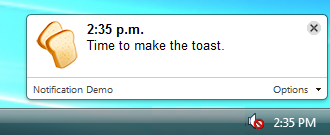 2:35 p.m.
Time to make the toast.
Notification Demo
Options
2:35 PM